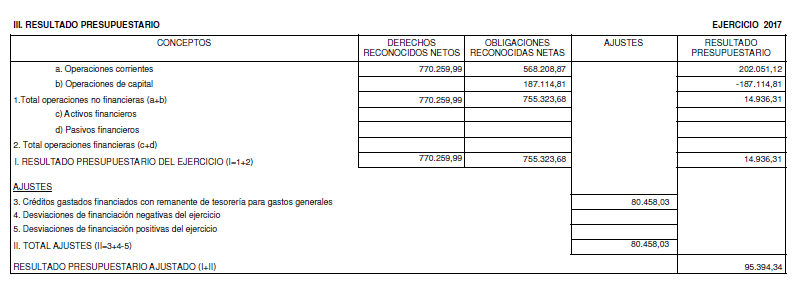 III. RESULTADO PRESUPUESTARIO EJERCICIO 2017
CONCEPTOS DERECHOS RECONOCIDOS NETOS OBLIGACIONES RECONOCIDAS NETAS AJUSTES RESULTADO PRESUPUESTARIO
a. Operaciones corrientes 770.259,99 568.208,87 202.051,12
b) Operaciones de capital 187.114,81 -187.114,81
1.Total operaciones no financieras (a+b) 770.259,99 755.323,68 14.936,31
c) Activos financieros
d) Pasivos financieros
2. Total operaciones financieras (c+d)
I. RESULTADO PRESUPUESTARIO DEL EJERCICIO (I=1+2) 770.259,99 755.323,68 14.936,31
AJUSTES
3. Créditos gastados financiados con remanente de tesorería para gastos generales 80.458,03
4. Desviaciones de financiación negativas del ejercicio
5. Desviaciones de financiación positivas del ejercicio
II. TOTAL AJUSTES (II=3+4-5) 80.458,03
RESULTADO PRESUPUESTARIO AJUSTADO (I+II) 95.394,34